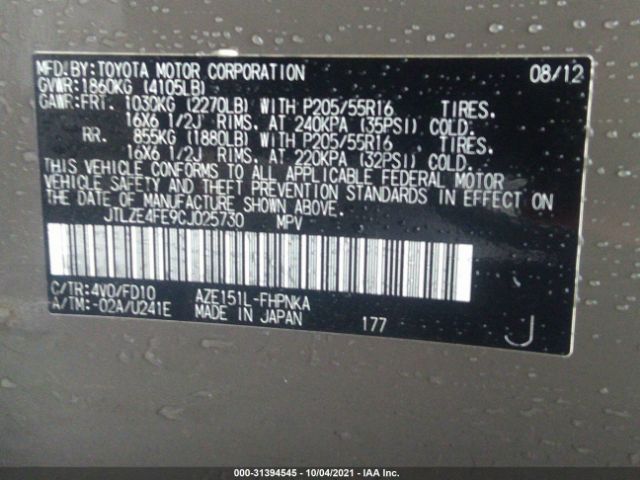 MFD.BY:TOYOTA MOTOR CORPORATION 08/12
GVWR:1860KG (4105LB)
GAWR:FRT. 1030KG (2270LB) WITH P205/55R16 TIRES.
16X6 1/2J RIMS. AT 240KPA (35PSI) COLD.
RR. 855KG (1880LB) WITH P205/55R16 TIRES.
16X6 1/2J RIMS. AT 220KPA (32PSI) COLD.
THIS VEHICLE CONFORMS TO ALL APPLICABLE FEDERAL MOTOR
VEHICLE SAFETY AND THEFT PREVENTION STANDARDS IN EFFECT ON
THE DATE OF MANUFACTURE SHOWN ABOVE.
JTLZE4FE9CJ025730 MPV
C/TR:4V0/FD10 AZE151L-FHPNKA
A/TM:-02A/U241E MADE IN JAPAN 177 J
000-31394545 - 10/04/2021 - IAA Inc.